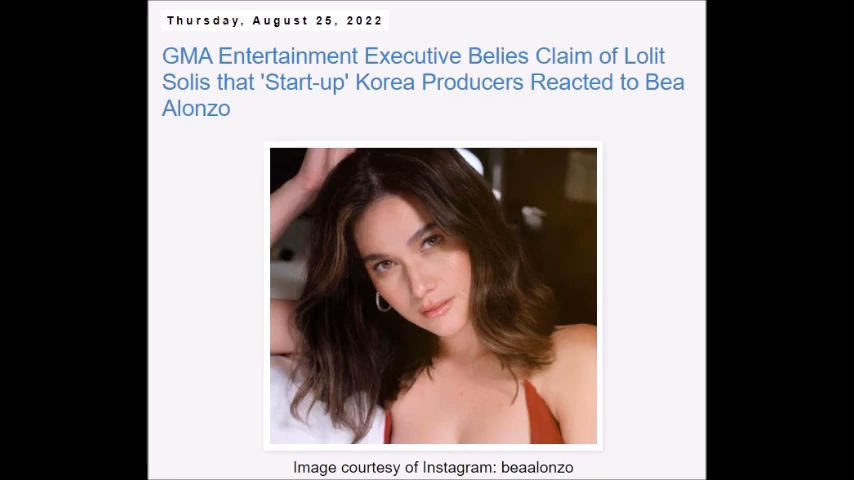 Thursday, August 25, 2022
GMA Entertainment Executive Belies Claim of Lolit
Solis that 'Start-up' Korea Producers Reacted to Bea
Alonzo
Image courtesy of Instagram: beaalonzo